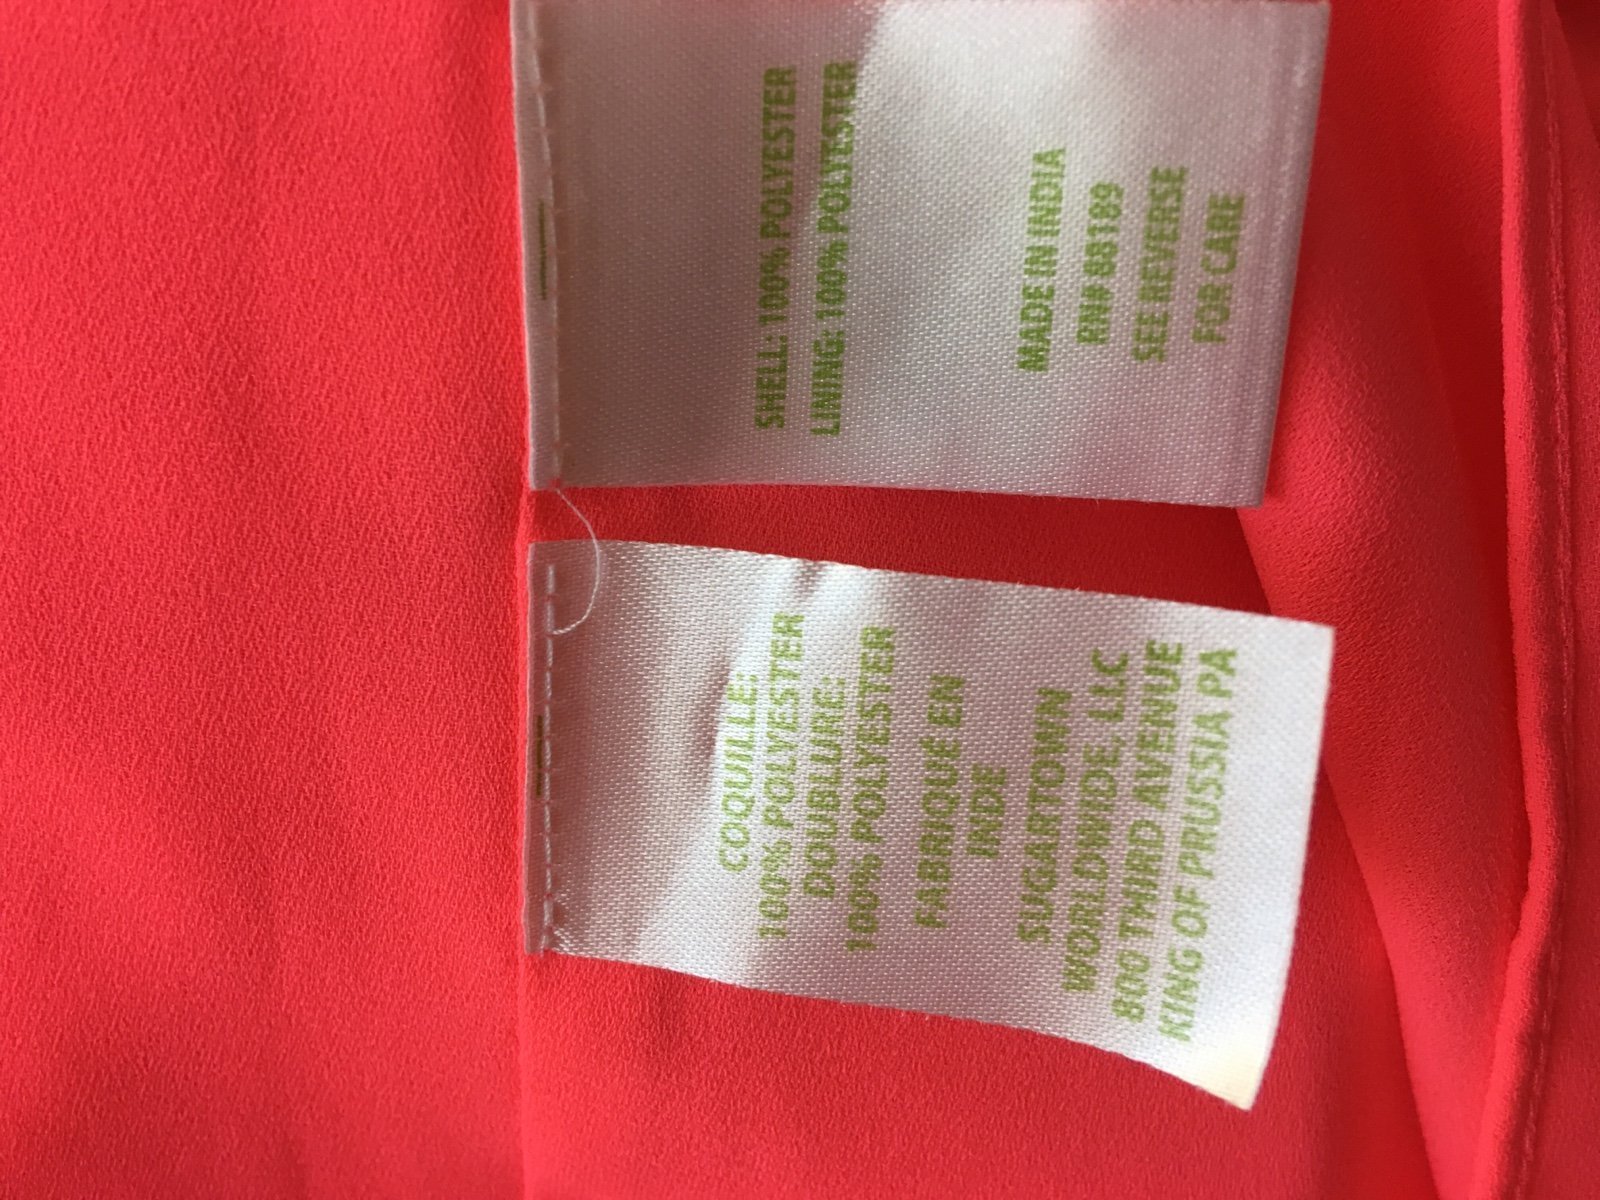 SHELL: 100% POLYESTER
LINING: 100% POLYESTER
MADE IN INDIA
RN# 88189
SEE REVERSE
FOR CARE
COQUILLE:
100% POLYESTER
DOUBLURE:
100% POLYESTER
FABRIQUÉ EN
INDE
SUGARTOWN
WORLDWIDE, LLC
800 THIRD AVENUE
KING OF PRUSSIA PA